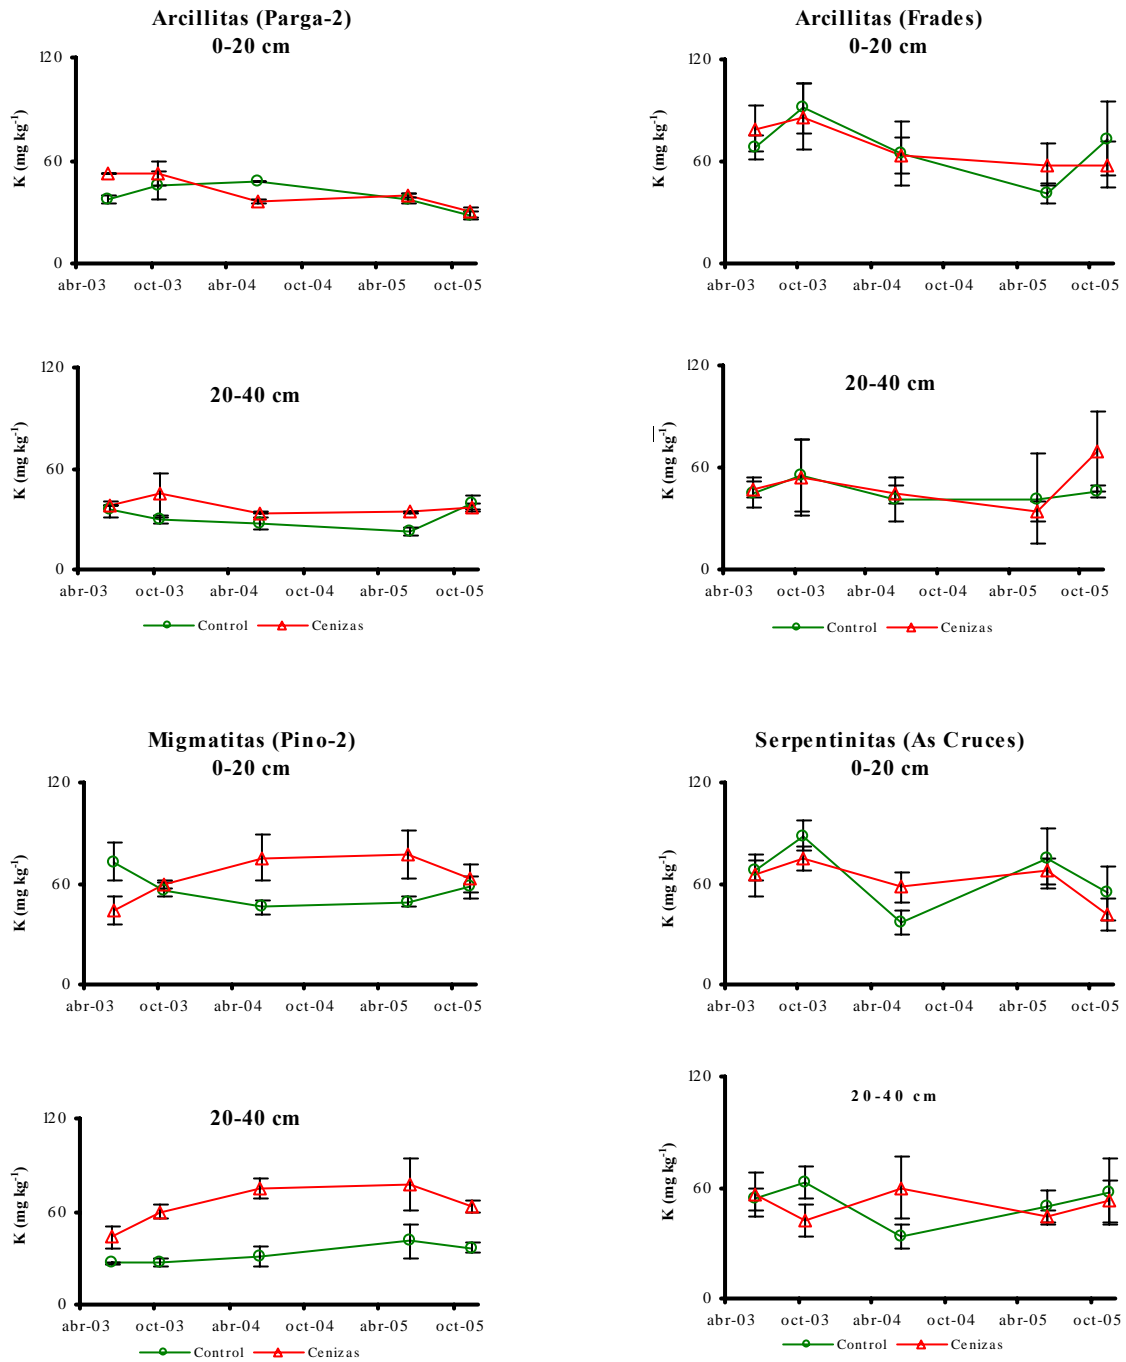 Arcillitas (Parga-2)
0-20 cm
K (mg kg-1)
120
60
0
abr-03 oct-03 abr-04 oct-04 abr-05 oct-05
20-40 cm
K (mg kg-1)
120
60
0
abr-03 oct-03 abr-04 oct-04 abr-05 oct-05
Control Cenizas
Arcillitas (Frades)
0-20 cm
K (mg kg-1)
120
60
0
abr-03 oct-03 abr-04 oct-04 abr-05 oct-05
20-40 cm
K (mg kg-1)
120
60
0
abr-03 oct-03 abr-04 oct-04 abr-05 oct-05
Control Cenizas
Migmatitas (Pino-2)
0-20 cm
K (mg kg-1)
120
60
0
abr-03 oct-03 abr-04 oct-04 abr-05 oct-05
20-40 cm
K (mg kg-1)
120
60
0
abr-03 oct-03 abr-04 oct-04 abr-05 oct-05
Control Cenizas
Serpentinitas (As Cruces)
0-20 cm
K (mg kg-1)
120
60
0
abr-03 oct-03 abr-04 oct-04 abr-05 oct-05
20-40 cm
K (mg kg-1)
120
60
0
abr-03 oct-03 abr-04 oct-04 abr-05 oct-05
Control Cenizas